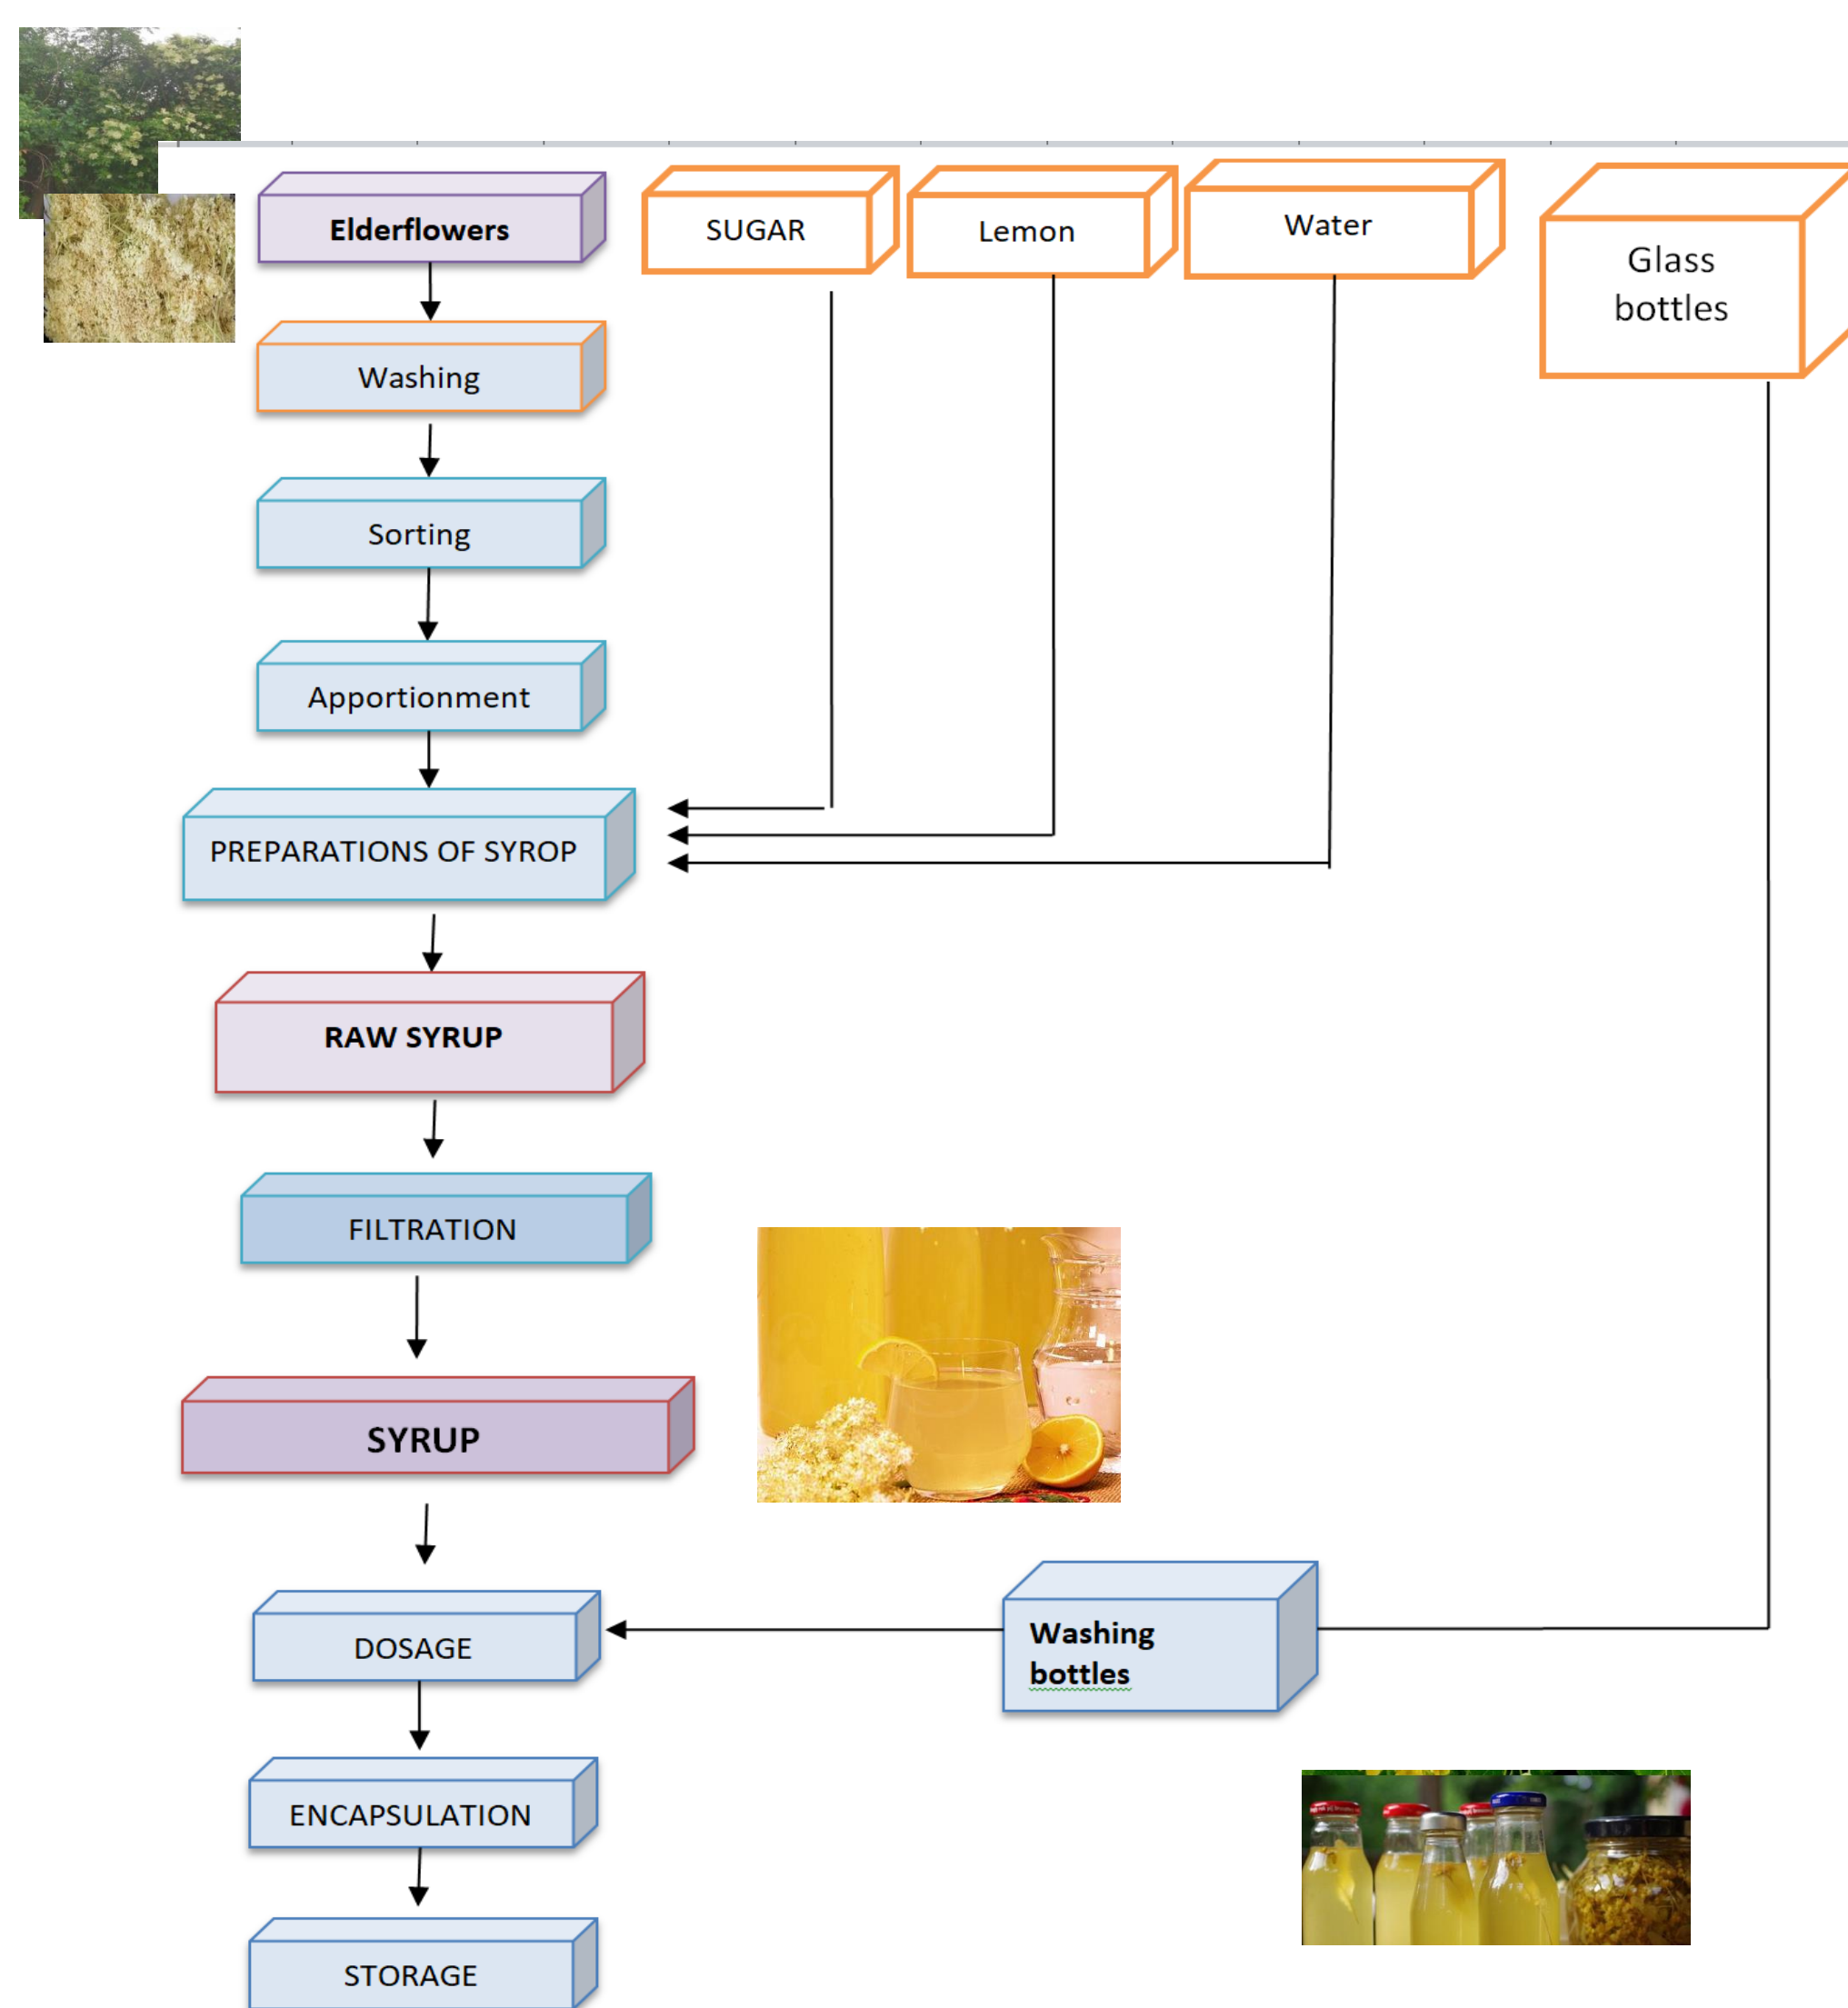 Elderflowers
SUGAR
Lemon
Water
Glass
bottles
Washing
Sorting
Apportionment
PREPARATIONS OF SYROP
RAW SYRUP
FILTRATION
SYRUP
DOSAGE
Washing
bottles
ENCAPSULATION
STORAGE